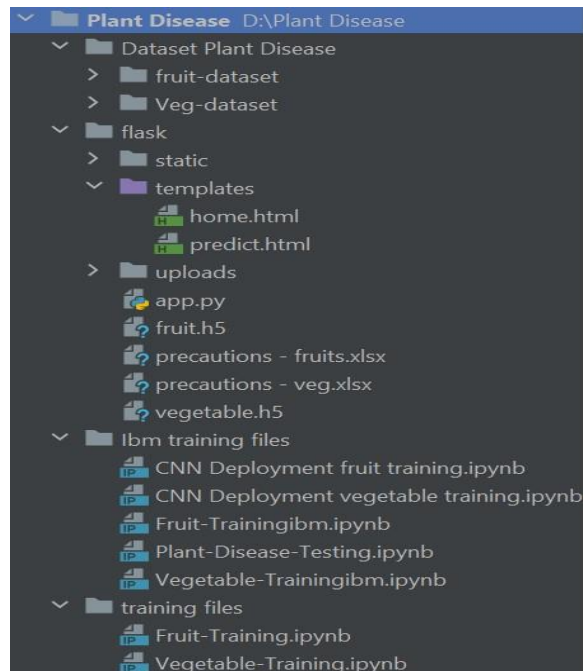 Plant Disease D:\Plant Disease
Dataset Plant Disease
fruit-dataset
Veg-dataset
flask
static
templates
home.html
predict.html
uploads
app.py
fruit.h5
precautions - fruits.xlsx
precautions - veg.xlsx
vegetable.h5
Ibm training files
CNN Deployment fruit training.ipynb
CNN Deployment vegetable training.ipynb
Fruit-Trainingibm.ipynb
Plant-Disease-Testing.ipynb
Vegetable-Trainingibm.ipynb
training files
Fruit-Training.ipynb
Vegetable-Training.ipynb